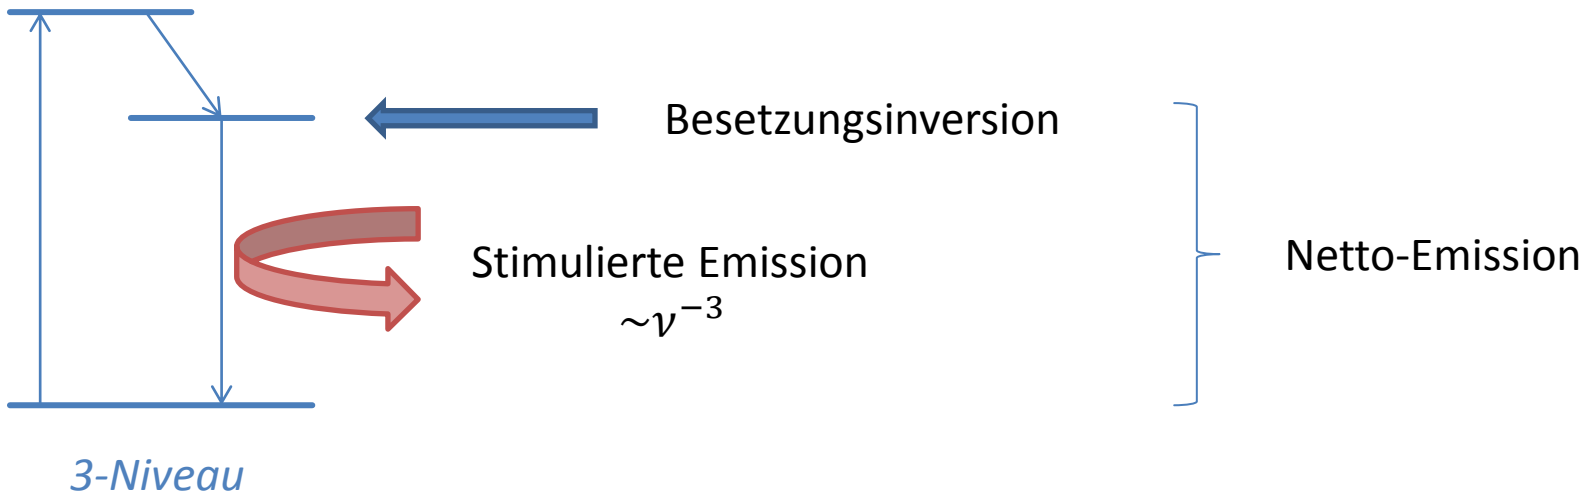 Besetzungsinversion
Stimulierte Emission
~ν⁻³
Netto-Emission
3-Niveau